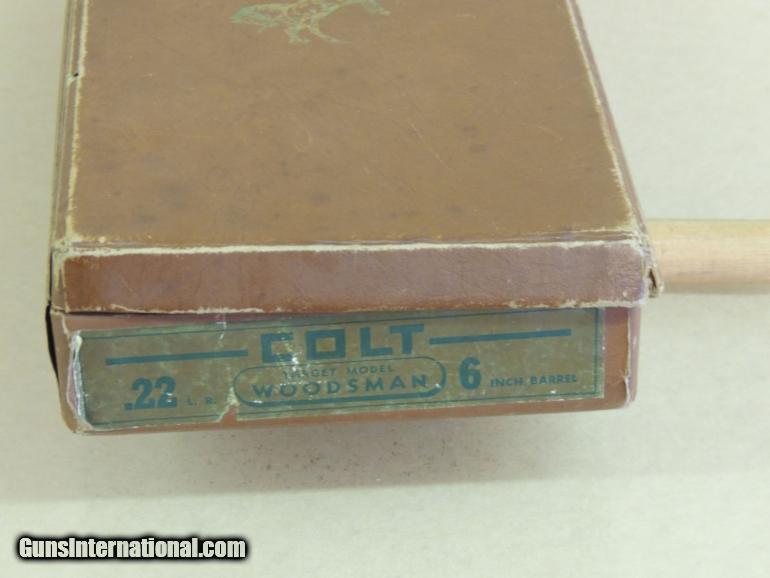 COLT
.22 L. R.
TARGET MODEL
WOODSMAN
6 INCH BARREL
GunsInternational.com